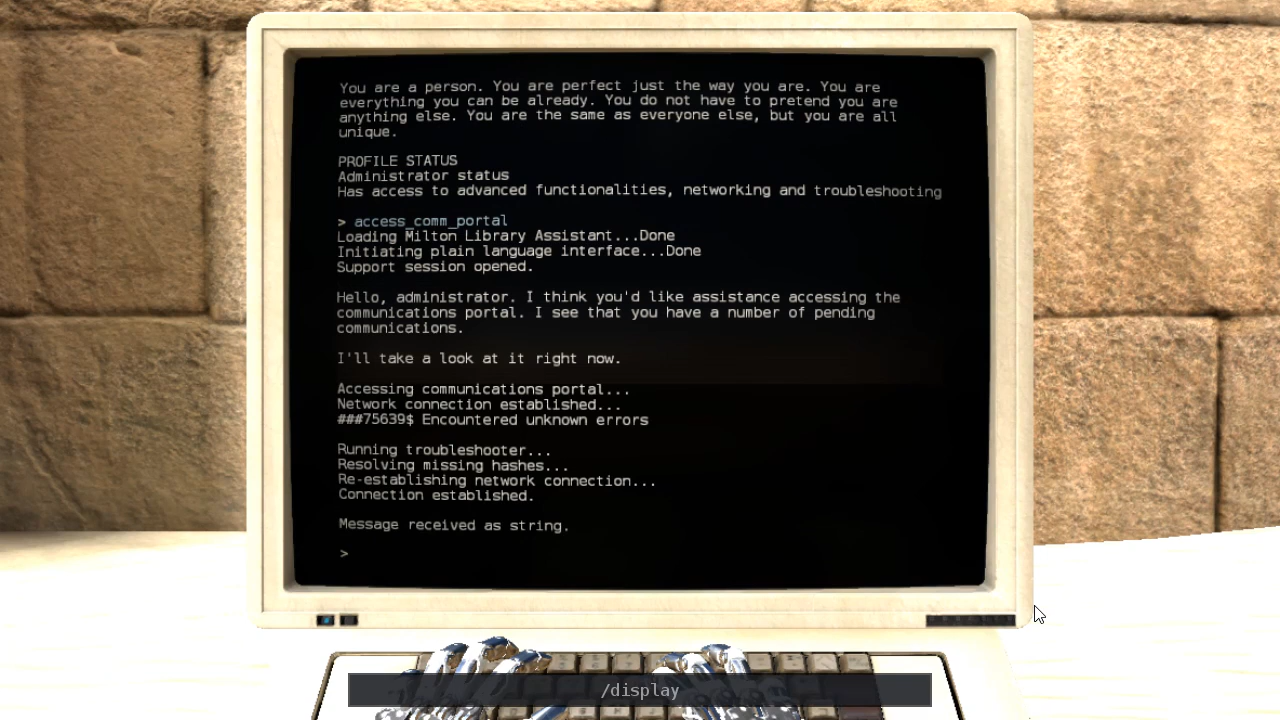 You are a person. You are perfect just the way you are. You are
everything you can be already. You do not have to pretend you are
anything else. You are the same as everyone else, but you are all
unique.
PROFILE STATUS
Administrator status
Has access to advanced functionalities, networking and troubleshooting
> access_comm_portal
Loading Milton Library Assistant...Done
Initiating plain language interface...Done
Support session opened.
Hello, administrator. I think you'd like assistance accessing the
communications portal. I see that you have a number of pending
communications.
I'll take a look at it right now.
Accessing communications portal...
Network connection established...
###75639$ Encountered unknown errors
Running troubleshooter...
Resolving missing hashes...
Re-establishing network connection...
Connection established.
Message received as string.
>
/display